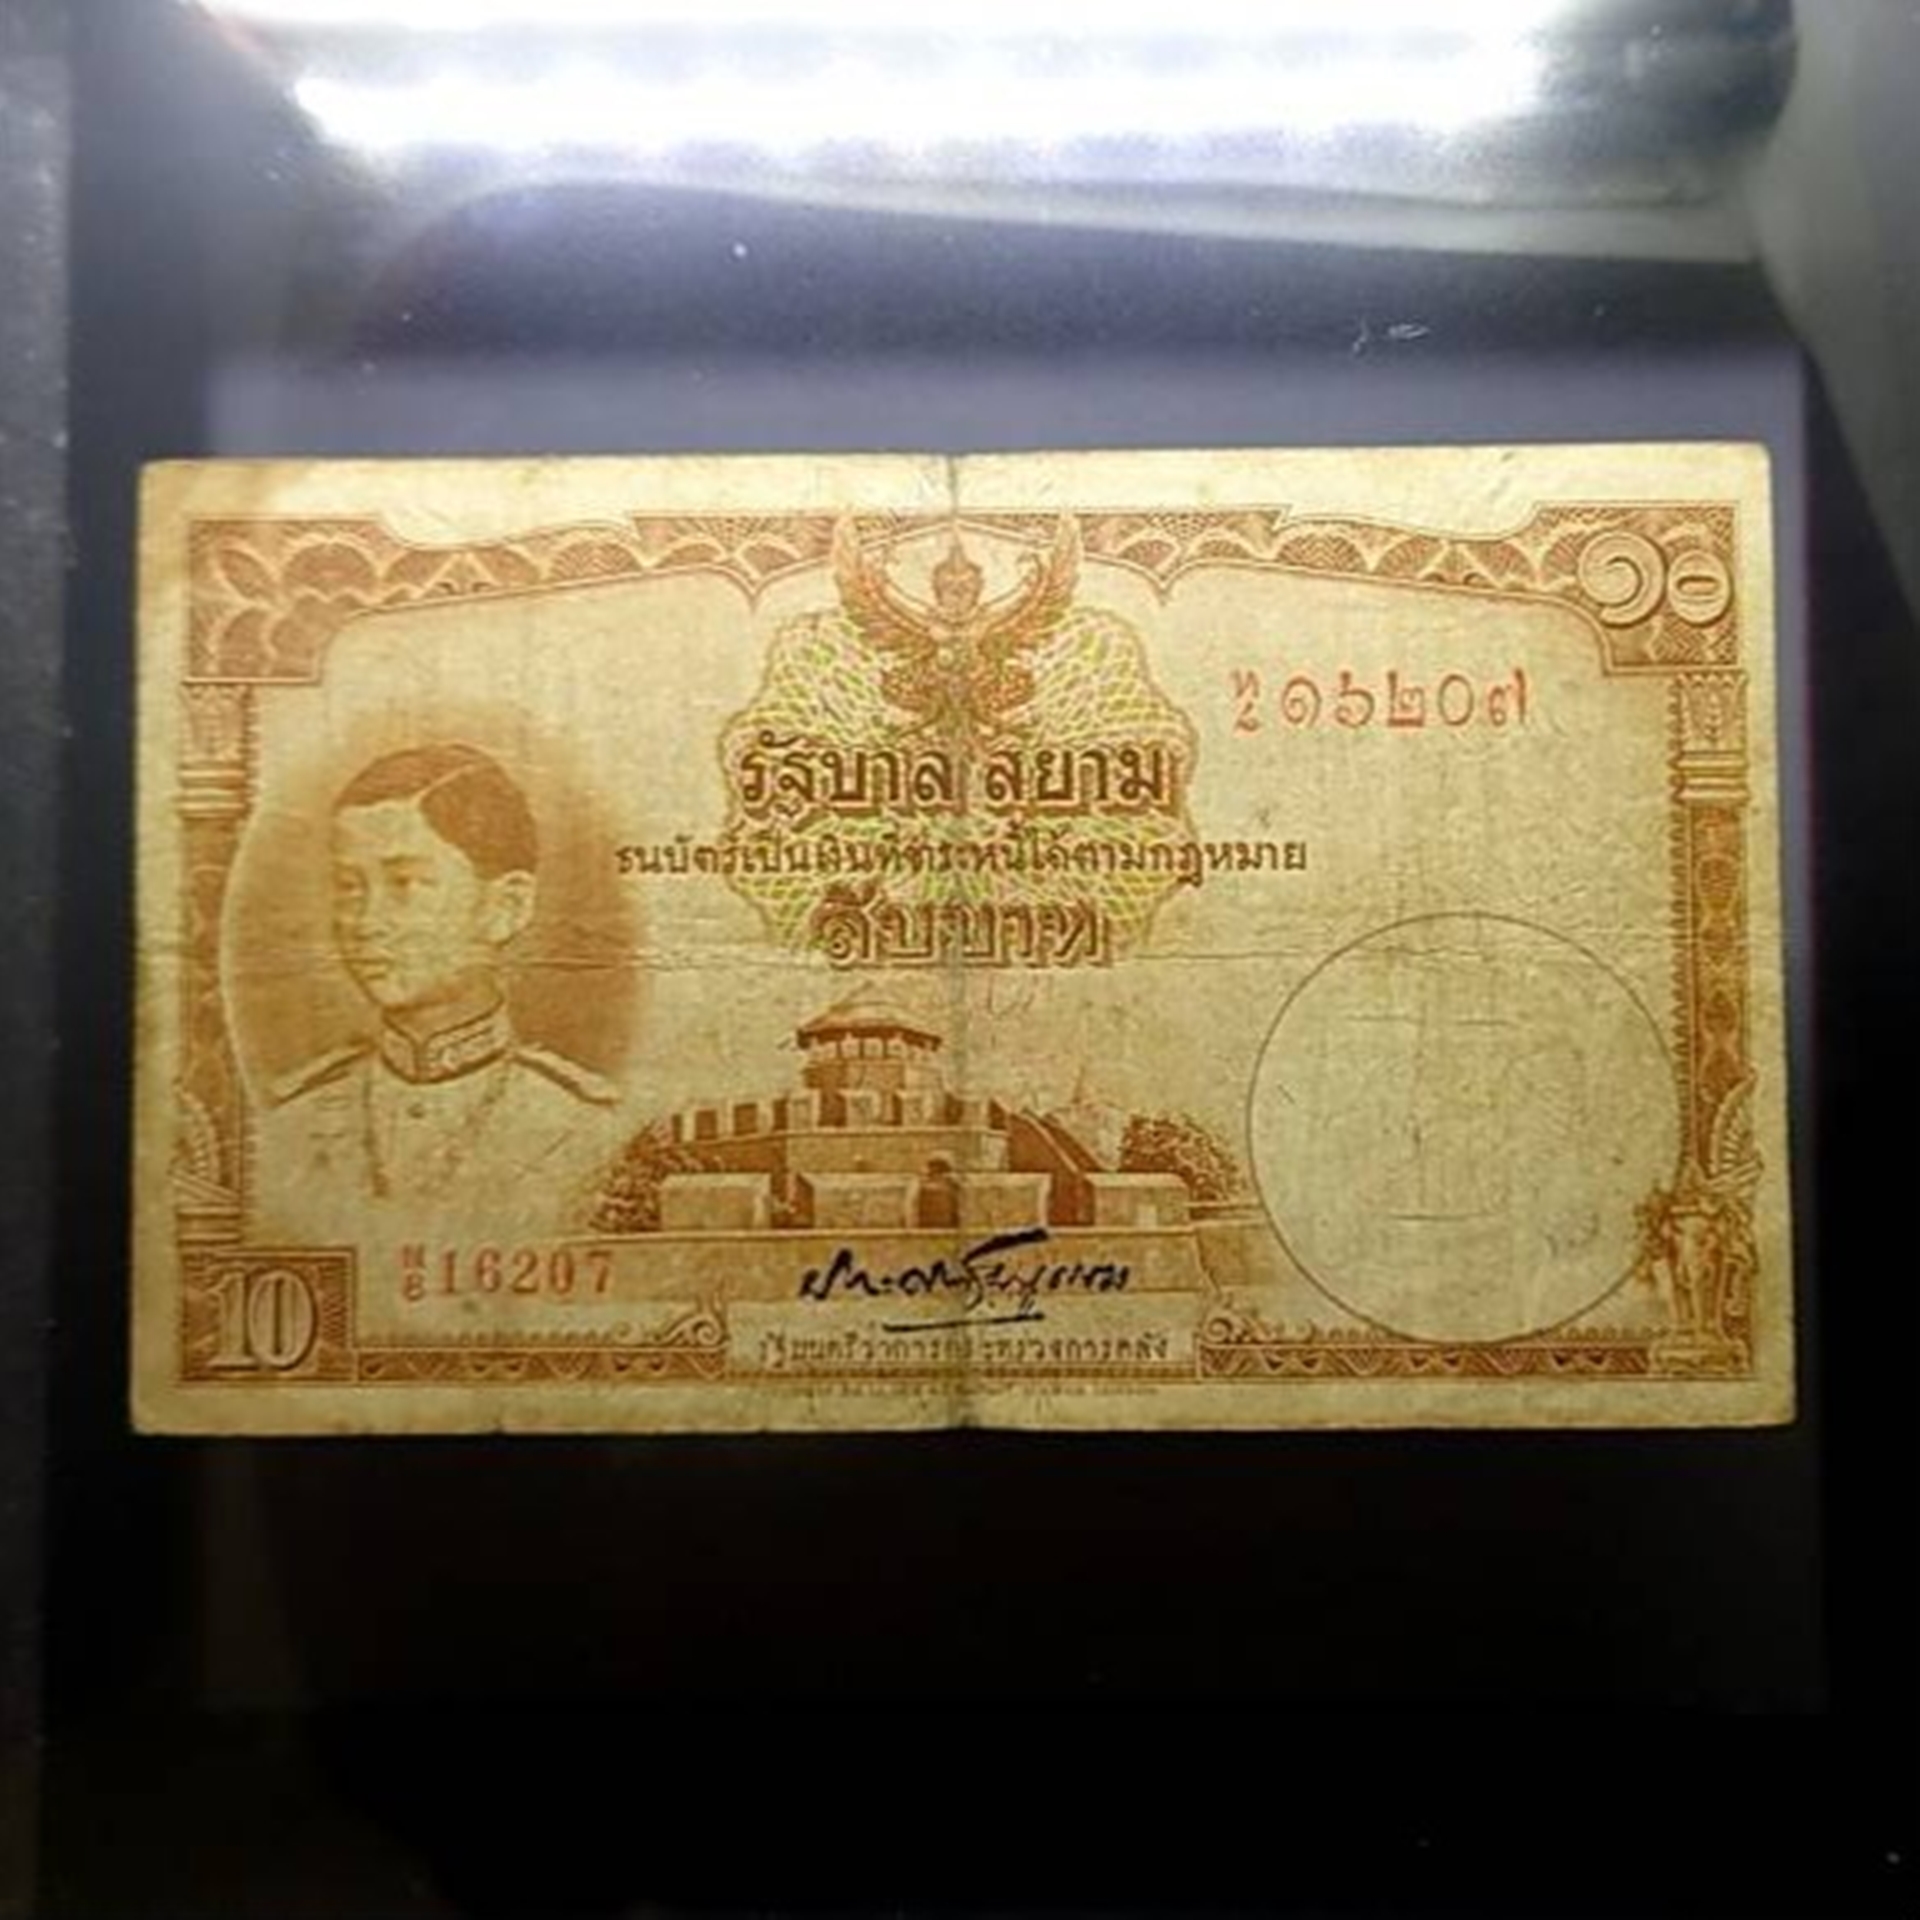 ๑๐
๑๖๒๐๗
รัฐบาล สยาม
ธนบัตร์เป็นเงินที่ชำระหนี้ได้ตามกฎหมาย
สิบบาท
16207
10
รัฐมนตรีว่าการกระทรวงการคลัง